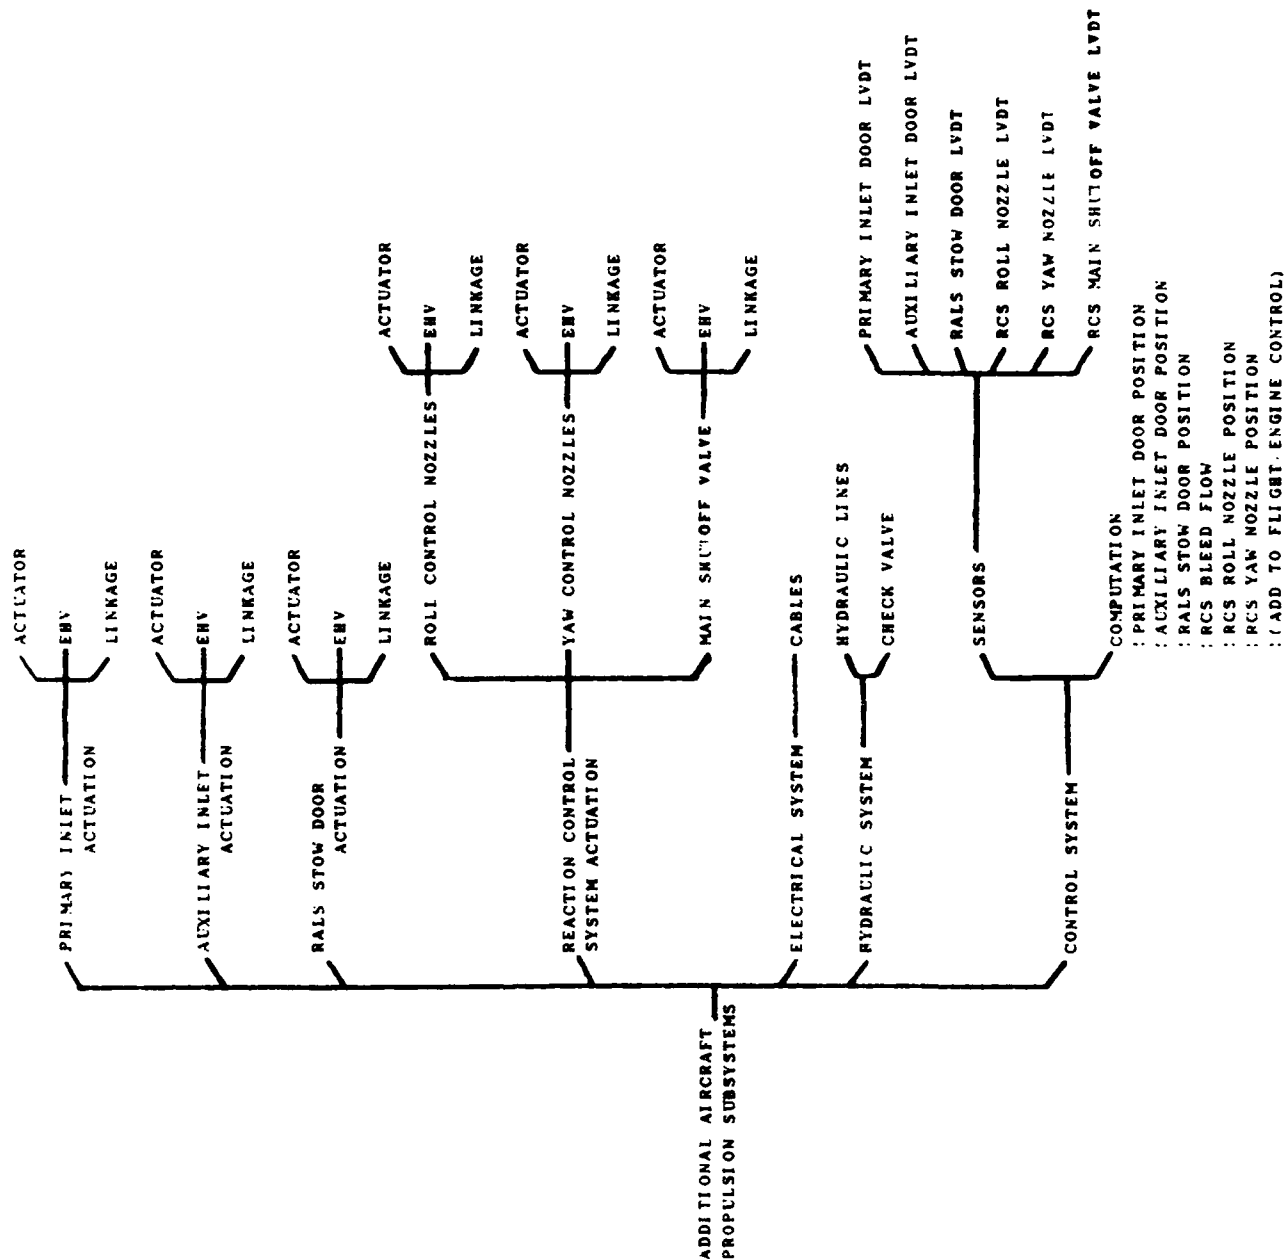 ADDITIONAL AIRCRAFT
PROPULSION SUBSYSTEMS
PRIMARY INLET
ACTUATION
ACTUATOR
EHV
LINKAGE
AUXILIARY INLET
ACTUATION
ACTUATOR
EHV
LINKAGE
RALS STOW DOOR
ACTUATION
ACTUATOR
EHV
LINKAGE
REACTION CONTROL
SYSTEM ACTUATION
ROLL CONTROL NOZZLES
ACTUATOR
EHV
LINKAGE
YAW CONTROL NOZZLES
ACTUATOR
EHV
LINKAGE
MAIN SHUTOFF VALVE
ACTUATOR
EHV
LINKAGE
ELECTRICAL SYSTEM
CABLES
HYDRAULIC SYSTEM
HYDRAULIC LINES
CHECK VALVE
CONTROL SYSTEM
SENSORS
PRIMARY INLET DOOR LVDT
AUXILIARY INLET DOOR LVDT
RALS STOW DOOR LVDT
RCS ROLL NOZZLE LVDT
RCS YAW NOZZLE LVDT
RCS MAIN SHUTOFF VALVE LVDT
COMPUTATION
: PRIMARY INLET DOOR POSITION
: AUXILIARY INLET DOOR POSITION
: RALS STOW DOOR POSITION
: RCS BLEED FLOW
: RCS ROLL NOZZLE POSITION
: RCS YAW NOZZLE POSITION
: (ADD TO FLIGHT ENGINE CONTROL)